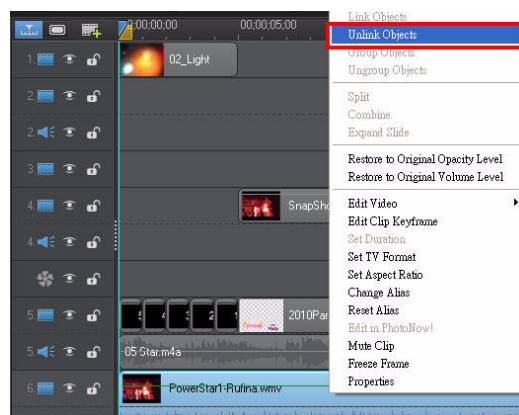 00;00;00;00
00;00;05;00
1.
02_Light
2.
2.
3.
4.
SnapSho
4.
5.
5
4
3
2
1
2010Par
5.
05 Star.m4a
6.
PowerStar1-Rufina.wmv
Link Objects
Unlink Objects
Group Objects
Ungroup Objects
Split
Combine
Expand Slide
Restore to Original Opacity Level
Restore to Original Volume Level
Edit Video
Edit Clip Keyframe
Set Duration
Set TV Format
Set Aspect Ratio
Change Alias
Reset Alias
Edit in PhotoNow!
Mute Clip
Freeze Frame
Properties